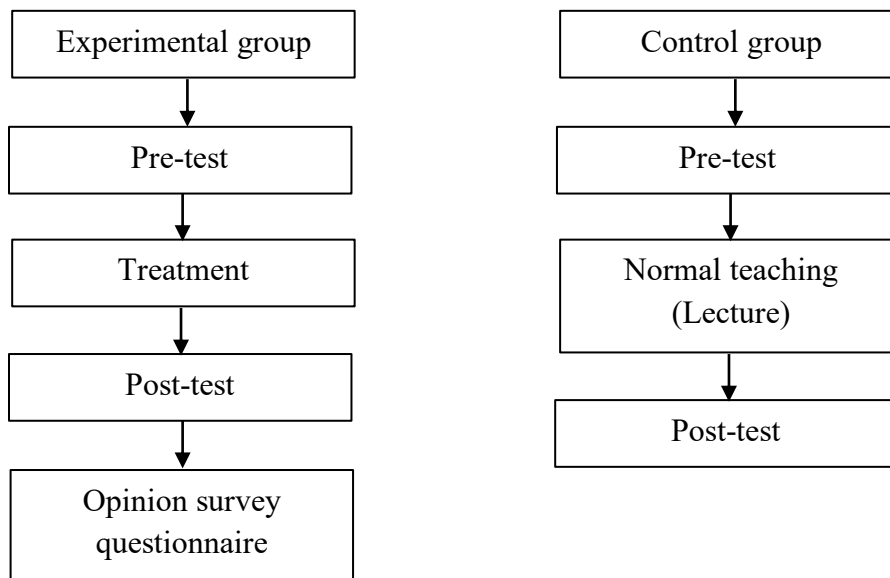 Experimental group
Pre-test
Treatment
Post-test
Opinion survey
questionnaire
Control group
Pre-test
Normal teaching
(Lecture)
Post-test